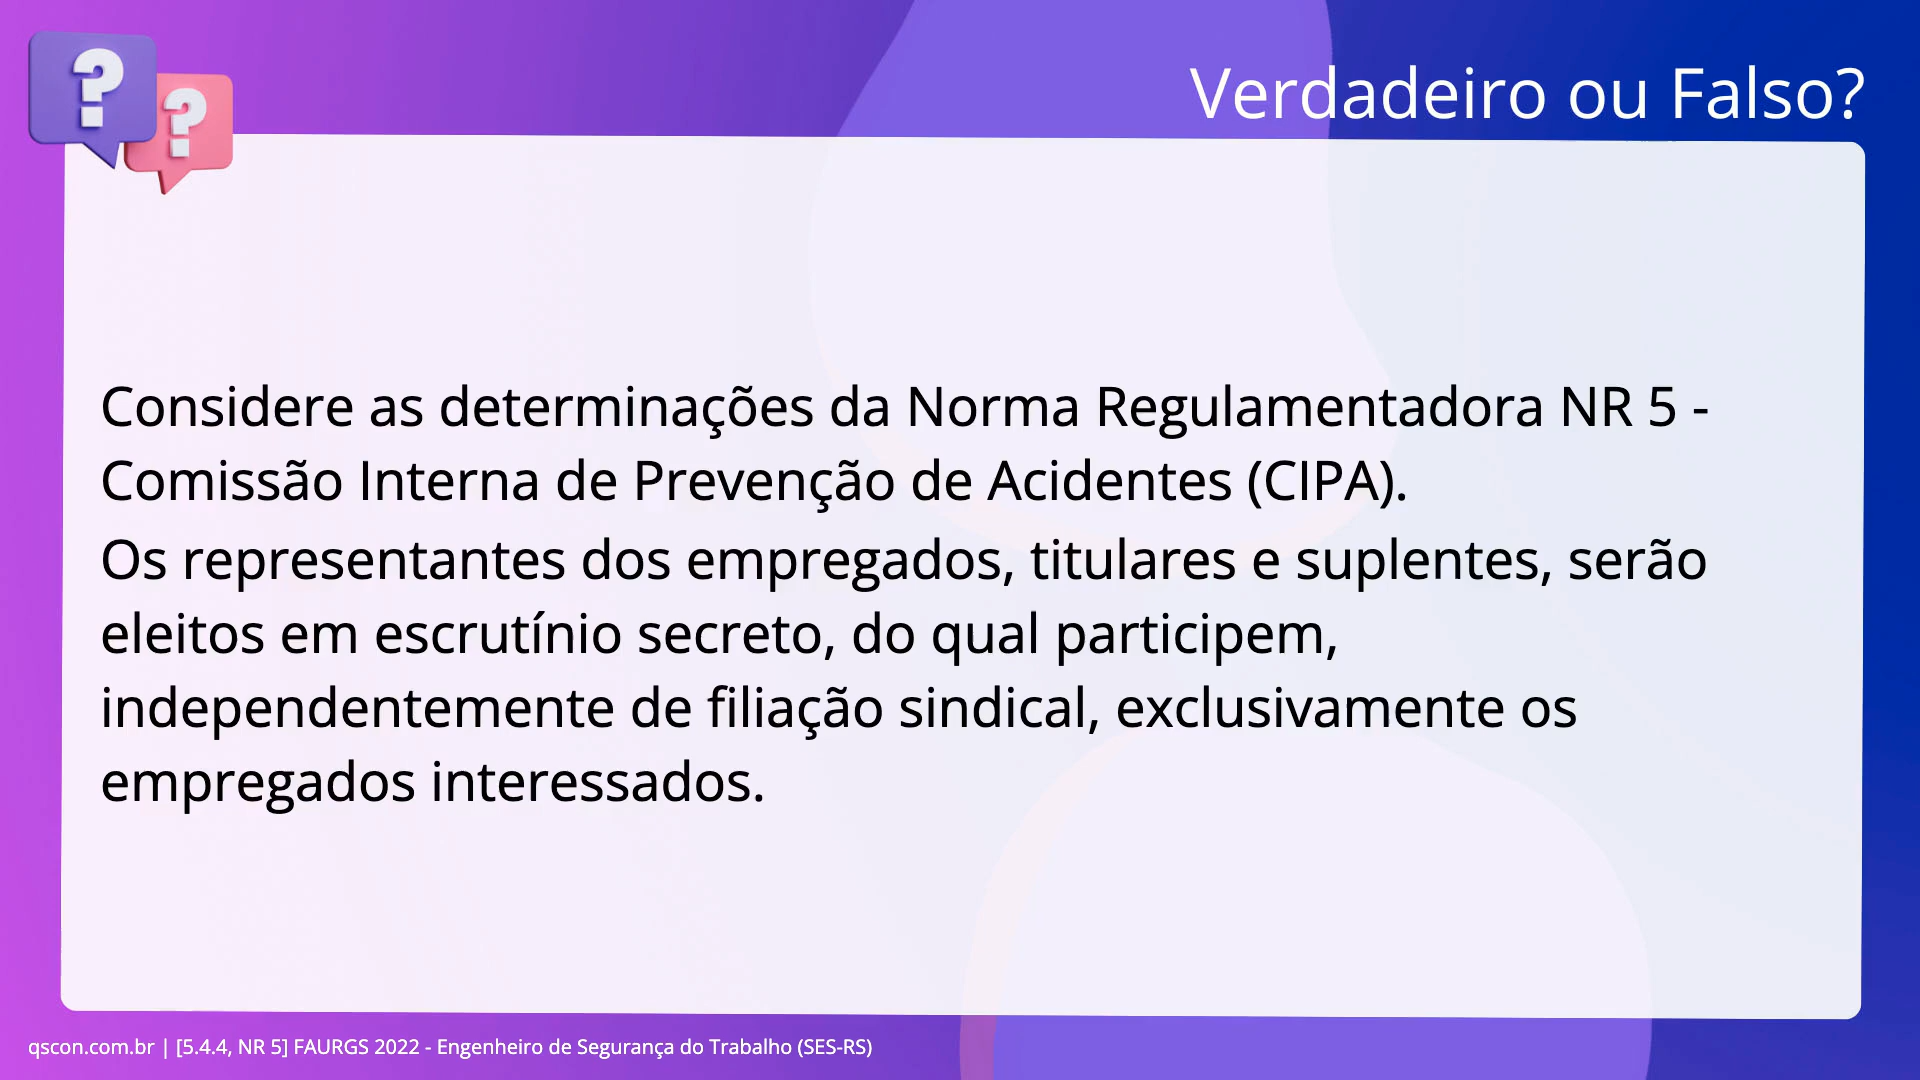 Verdadeiro ou Falso?
Considere as determinações da Norma Regulamentadora NR 5 -
Comissão Interna de Prevenção de Acidentes (CIPA).
Os representantes dos empregados, titulares e suplentes, serão
eleitos em escrutínio secreto, do qual participem,
independentemente de filiação sindical, exclusivamente os
empregados interessados.
qscon.com.br | [5.4.4, NR 5] FAURGS 2022 - Engenheiro de Segurança do Trabalho (SES-RS)